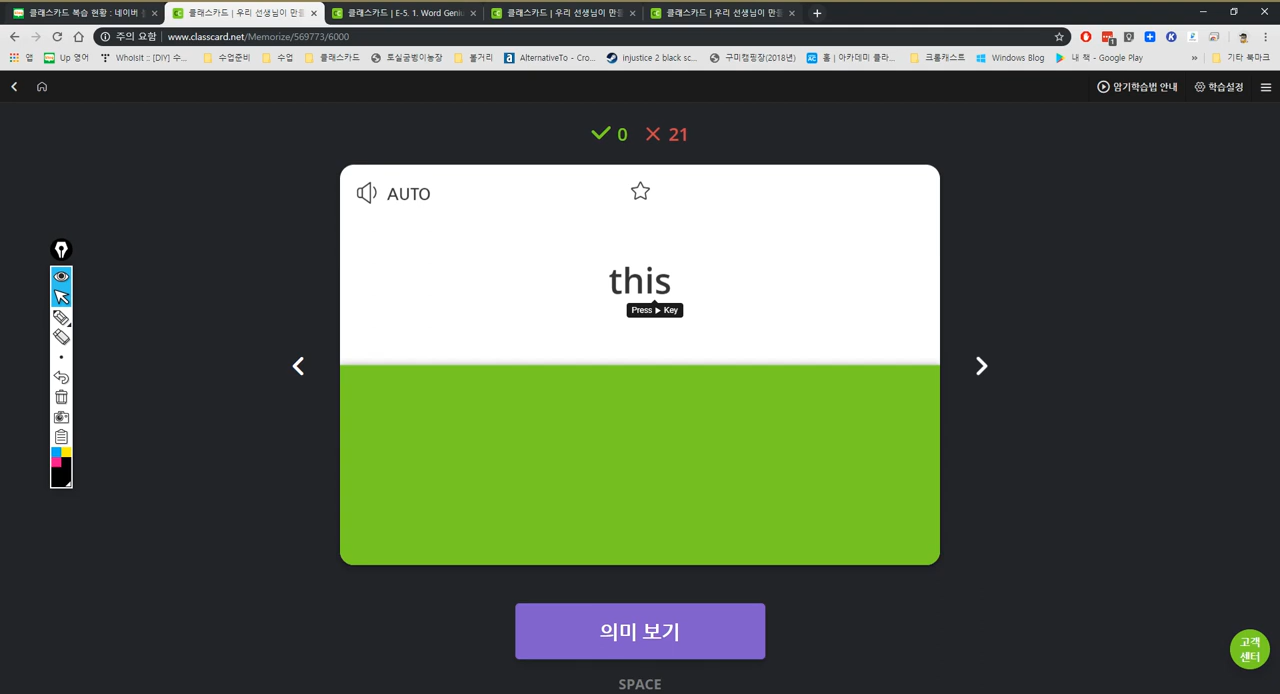 클래스카드 복습 현황 : 네이버
클래스카드 | 우리 선생님이 만든
클래스카드 | E-5. 1. Word Geni
클래스카드 | 우리 선생님이 만든
클래스카드 | 우리 선생님이 만든
주의 요함 | www.classcard.net/Memorize/569773/6000
1
앱
Up 영어
WhoisIt :: [DIY] 수...
수업준비
수업
클래스카드
토실굼벵이농장
볼거리
AlternativeTo - Cro...
injustice 2 black sc...
구미캠핑장(2018년)
홈 | 아카데미 클라...
크롬캐스트
Windows Blog
내 책 - Google Play
»
기타 북마크
암기학습법 안내
학습설정
0 21
AUTO
this
Press ▶ Key
의미 보기
SPACE
고객
센터